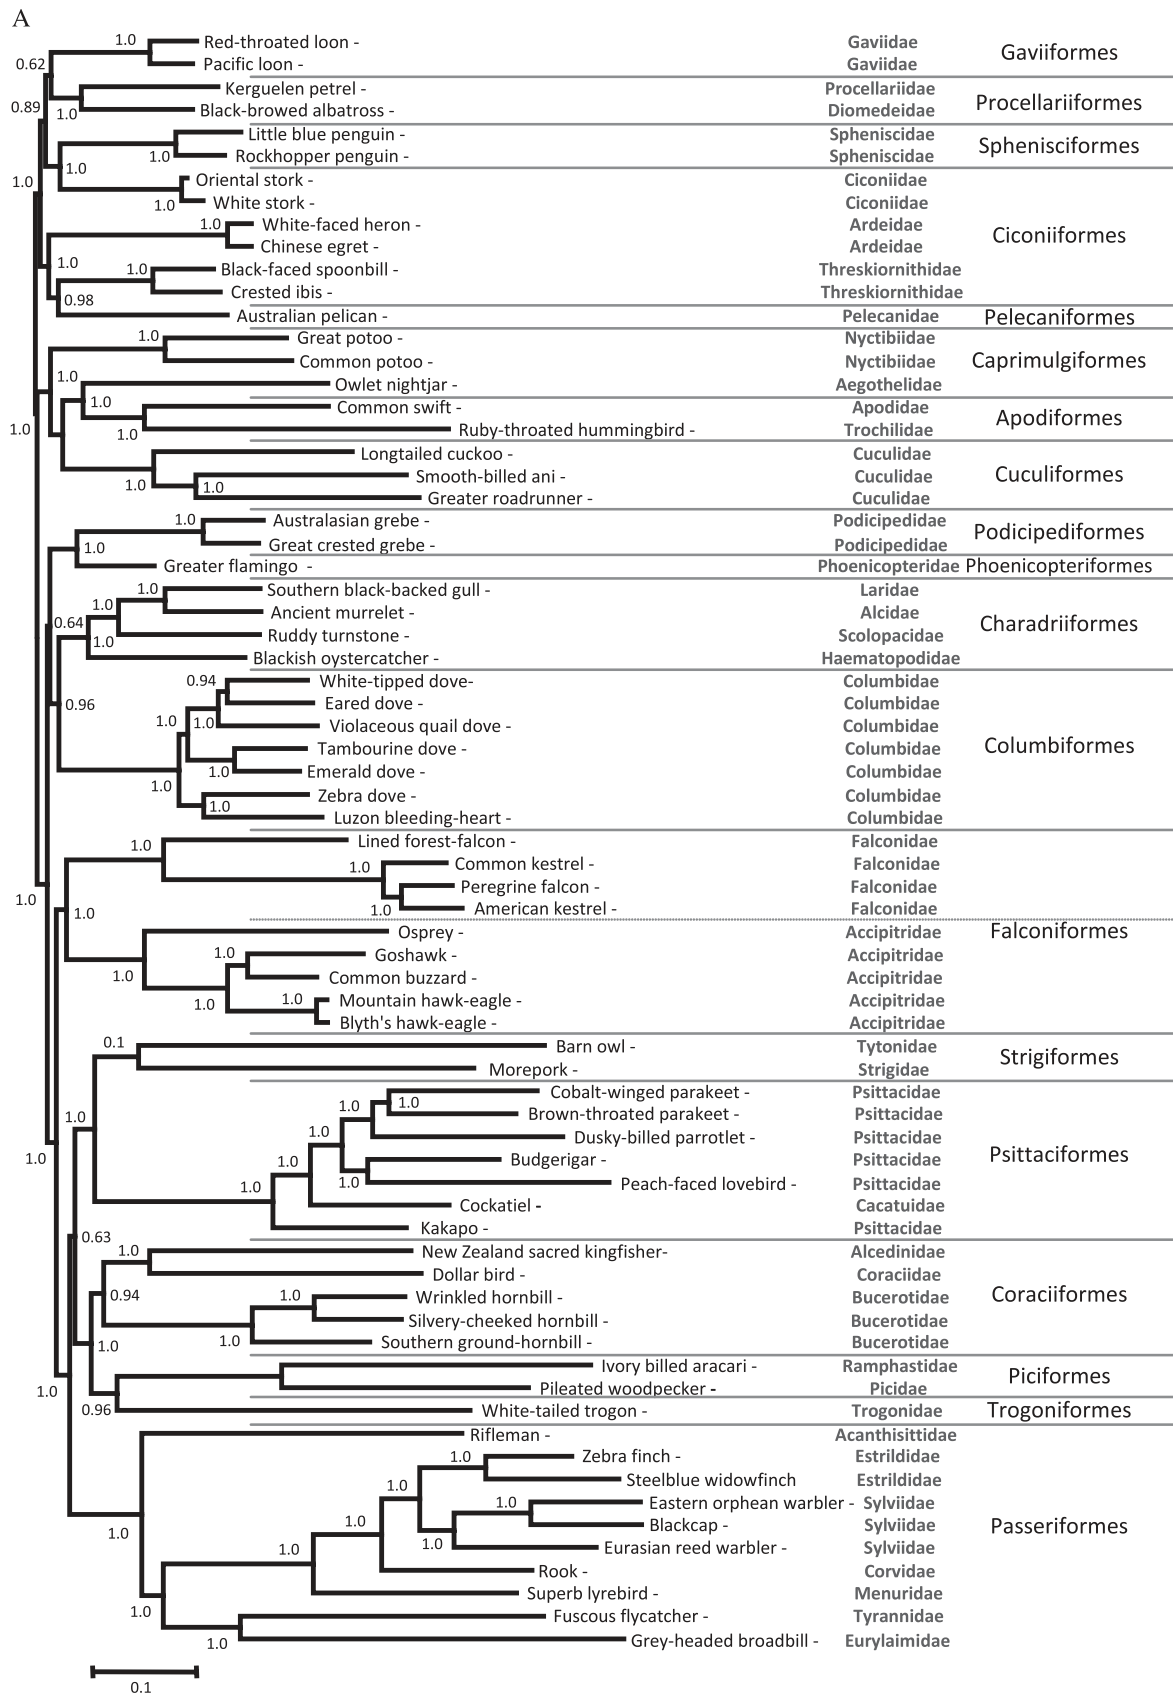 A
1.0 Red-throated loon - Gaviidae Gaviiformes
0.62 Pacific loon - Gaviidae
Kerguelen petrel - Procellariidae Procellariiformes
0.89 1.0 Black-browed albatross - Diomedeidae
Little blue penguin - Spheniscidae Sphenisciformes
1.0 Rockhopper penguin - Spheniscidae
1.0
1.0 Oriental stork - Ciconiidae Ciconiiformes
1.0 White stork - Ciconiidae
1.0 White-faced heron - Ardeidae
Chinese egret - Ardeidae
1.0 1.0 Black-faced spoonbill - Threskiornithidae
0.98 Crested ibis - Threskiornithidae
Australian pelican - Pelecanidae Pelecaniformes
1.0 Great potoo - Nyctibiidae Caprimulgiformes
Common potoo - Nyctibiidae
1.0 Owlet nightjar - Aegothelidae
1.0 Common swift - Apodidae Apodiformes
1.0 1.0 Ruby-throated hummingbird - Trochilidae
Longtailed cuckoo - Cuculidae Cuculiformes
Smooth-billed ani - Cuculidae
1.0 1.0 Greater roadrunner - Cuculidae
1.0 Australasian grebe - Podicipedidae Podicipediformes
1.0 Great crested grebe - Podicipedidae
Greater flamingo - Phoenicopteridae Phoenicopteriformes
1.0 Southern black-backed gull - Laridae Charadriiformes
1.0 Ancient murrelet - Alcidae
0.64 1.0 Ruddy turnstone - Scolopacidae
Blackish oystercatcher - Haematopodidae
0.94 White-tipped dove- Columbidae Columbiformes
0.96 Eared dove - Columbidae
1.0 1.0 Violaceous quail dove - Columbidae
Tambourine dove - Columbidae
1.0 Emerald dove - Columbidae
1.0 Zebra dove - Columbidae
1.0 Luzon bleeding-heart - Columbidae
1.0 Lined forest-falcon - Falconidae Falconiformes
1.0 Common kestrel - Falconidae
1.0 Peregrine falcon - Falconidae
1.0 1.0 American kestrel - Falconidae
Osprey - Accipitridae
1.0 1.0 Goshawk - Accipitridae
Common buzzard - Accipitridae
1.0 1.0 Mountain hawk-eagle - Accipitridae
Blyth's hawk-eagle - Accipitridae
0.1 Barn owl - Tytonidae Strigiformes
Morepork - Strigidae
1.0 Cobalt-winged parakeet - Psittacidae Psittaciformes
1.0 1.0 Brown-throated parakeet - Psittacidae
1.0 Dusky-billed parrotlet - Psittacidae
1.0 1.0 Budgerigar - Psittacidae
1.0 1.0 Peach-faced lovebird - Psittacidae
Cockatiel - Cacatuidae
Kakapo - Psittacidae
0.63 1.0 New Zealand sacred kingfisher- Alcedinidae Coraciiformes
Dollar bird - Coraciidae
0.94 1.0 Wrinkled hornbill - Bucerotidae
Silvery-cheeked hornbill - Bucerotidae
1.0 1.0 Southern ground-hornbill - Bucerotidae
Ivory billed aracari - Ramphastidae Piciformes
1.0 Pileated woodpecker - Picidae
0.96 White-tailed trogon - Trogonidae Trogoniformes
Rifleman - Acanthisittidae Passeriformes
1.0 Zebra finch - Estrildidae
1.0 Steelblue widowfinch Estrildidae
1.0 Eastern orphean warbler - Sylviidae
1.0 1.0 Blackcap - Sylviidae
1.0 1.0 Eurasian reed warbler - Sylviidae
Rook - Corvidae
Superb lyrebird - Menuridae
1.0 Fuscous flycatcher - Tyrannidae
1.0 Grey-headed broadbill - Eurylaimidae
0.1